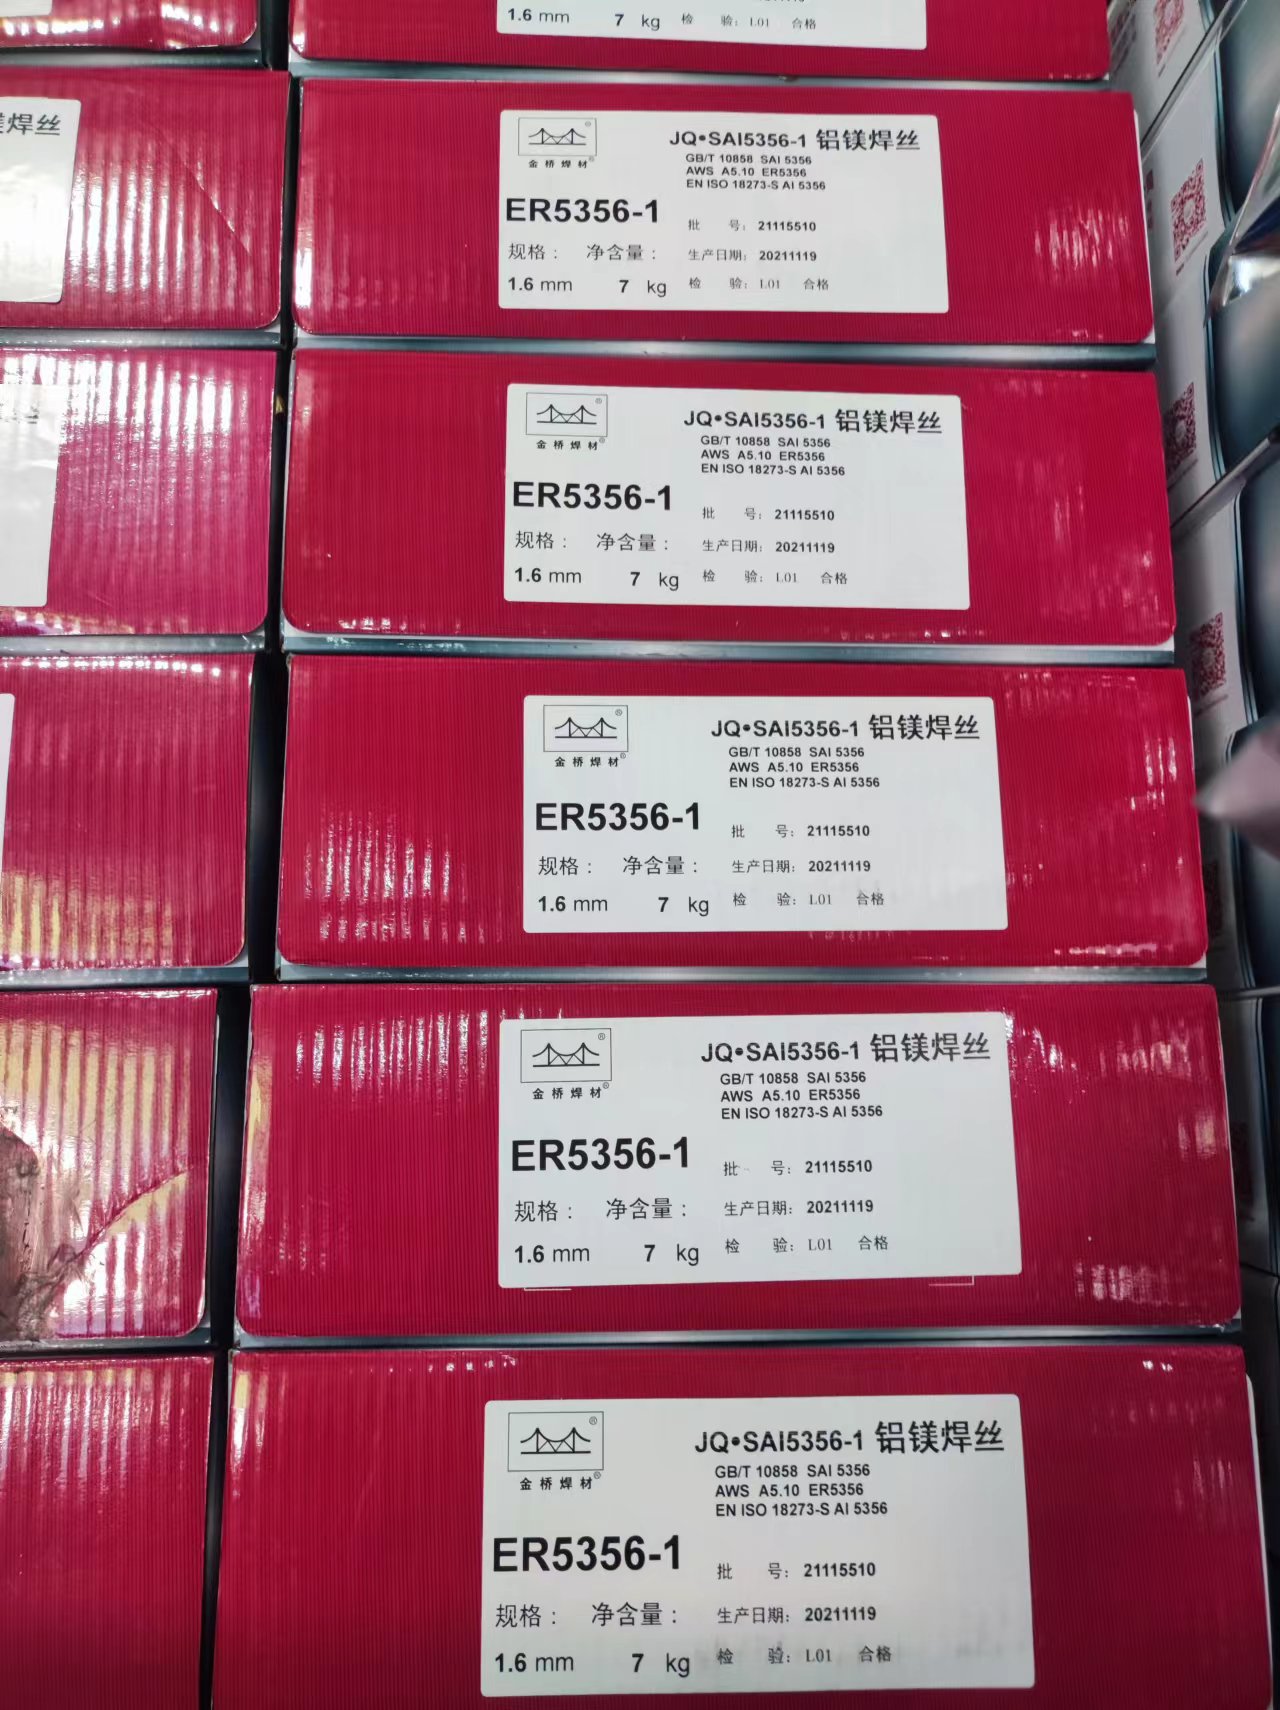 1.6 mm 7 kg 检 验: L01 合格
焊丝
®
金桥焊材®
JQ•SAl5356-1 铝镁焊丝
GB/T 10858 SAl 5356
AWS A5.10 ER5356
EN ISO 18273-S Al 5356
ER5356-1
批 号: 21115510
规格: 净含量: 生产日期: 20211119
1.6 mm 7 kg 检 验: L01 合格
®
金桥焊材®
JQ•SAl5356-1 铝镁焊丝
GB/T 10858 SAl 5356
AWS A5.10 ER5356
EN ISO 18273-S Al 5356
ER5356-1
批 号: 21115510
规格: 净含量: 生产日期: 20211119
1.6 mm 7 kg 检 验: L01 合格
®
金桥焊材®
JQ•SAl5356-1 铝镁焊丝
GB/T 10858 SAl 5356
AWS A5.10 ER5356
EN ISO 18273-S Al 5356
ER5356-1
批 号: 21115510
规格: 净含量: 生产日期: 20211119
1.6 mm 7 kg 检 验: L01 合格
®
金桥焊材®
JQ•SAl5356-1 铝镁焊丝
GB/T 10858 SAl 5356
AWS A5.10 ER5356
EN ISO 18273-S Al 5356
ER5356-1
批 号: 21115510
规格: 净含量: 生产日期: 20211119
1.6 mm 7 kg 检 验: L01 合格
®
金桥焊材®
JQ•SAl5356-1 铝镁焊丝
GB/T 10858 SAl 5356
AWS A5.10 ER5356
EN ISO 18273-S Al 5356
ER5356-1
批 号: 21115510
规格: 净含量: 生产日期: 20211119
1.6 mm 7 kg 检 验: L01 合格